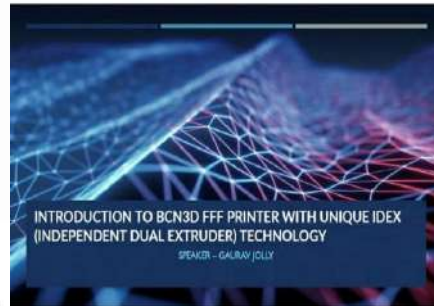 INTRODUCTION TO BCN3D FFF PRINTER WITH UNIQUE IDEX
(INDEPENDENT DUAL EXTRUDER) TECHNOLOGY
SPEAKER – GAURAV JOLLY